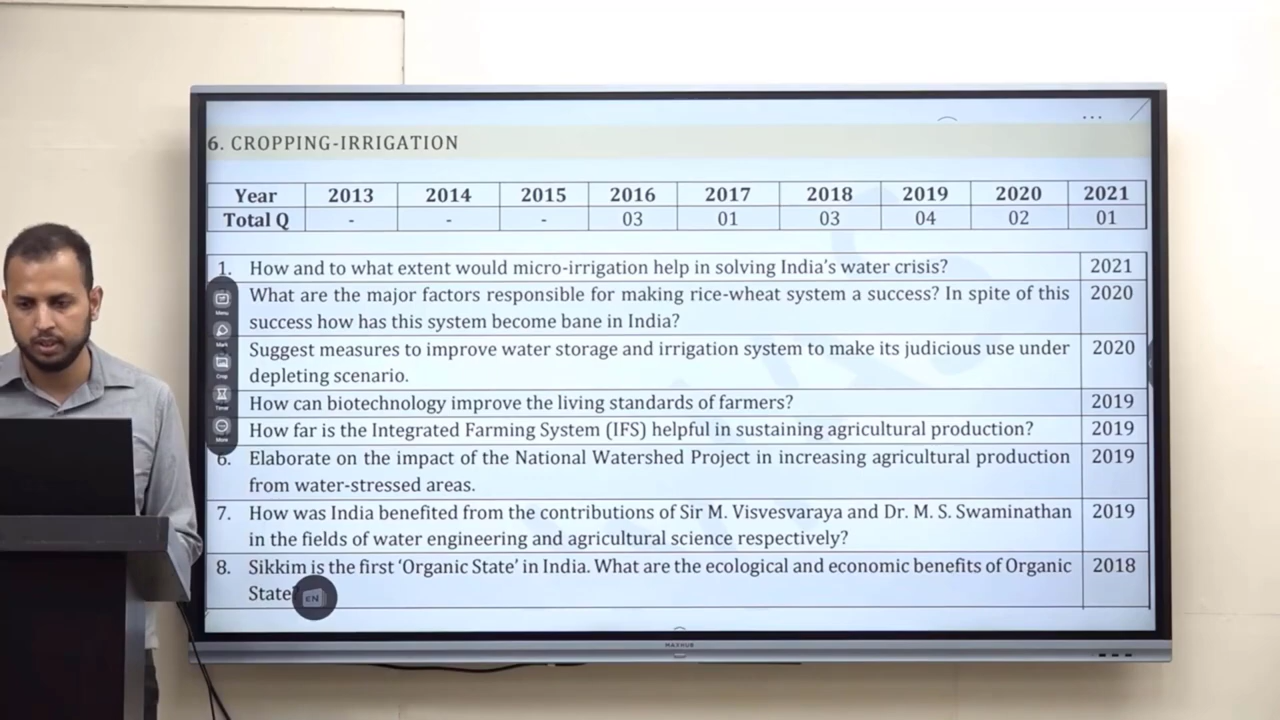 6. CROPPING-IRRIGATION
Year 2013 2014 2015 2016 2017 2018 2019 2020 2021
Total Q - - - 03 01 03 04 02 01
1. How and to what extent would micro-irrigation help in solving India's water crisis? 2021
What are the major factors responsible for making rice-wheat system a success? In spite of this 2020
success how has this system become bane in India?
Suggest measures to improve water storage and irrigation system to make its judicious use under 2020
depleting scenario.
How can biotechnology improve the living standards of farmers? 2019
How far is the Integrated Farming System (IFS) helpful in sustaining agricultural production? 2019
6. Elaborate on the impact of the National Watershed Project in increasing agricultural production 2019
from water-stressed areas.
7. How was India benefited from the contributions of Sir M. Visvesvaraya and Dr. M. S. Swaminathan 2019
in the fields of water engineering and agricultural science respectively?
8. Sikkim is the first 'Organic State' in India. What are the ecological and economic benefits of Organic 2018
State?
Menu
Mark
Crop
Timer
More
EN
MAXHUB